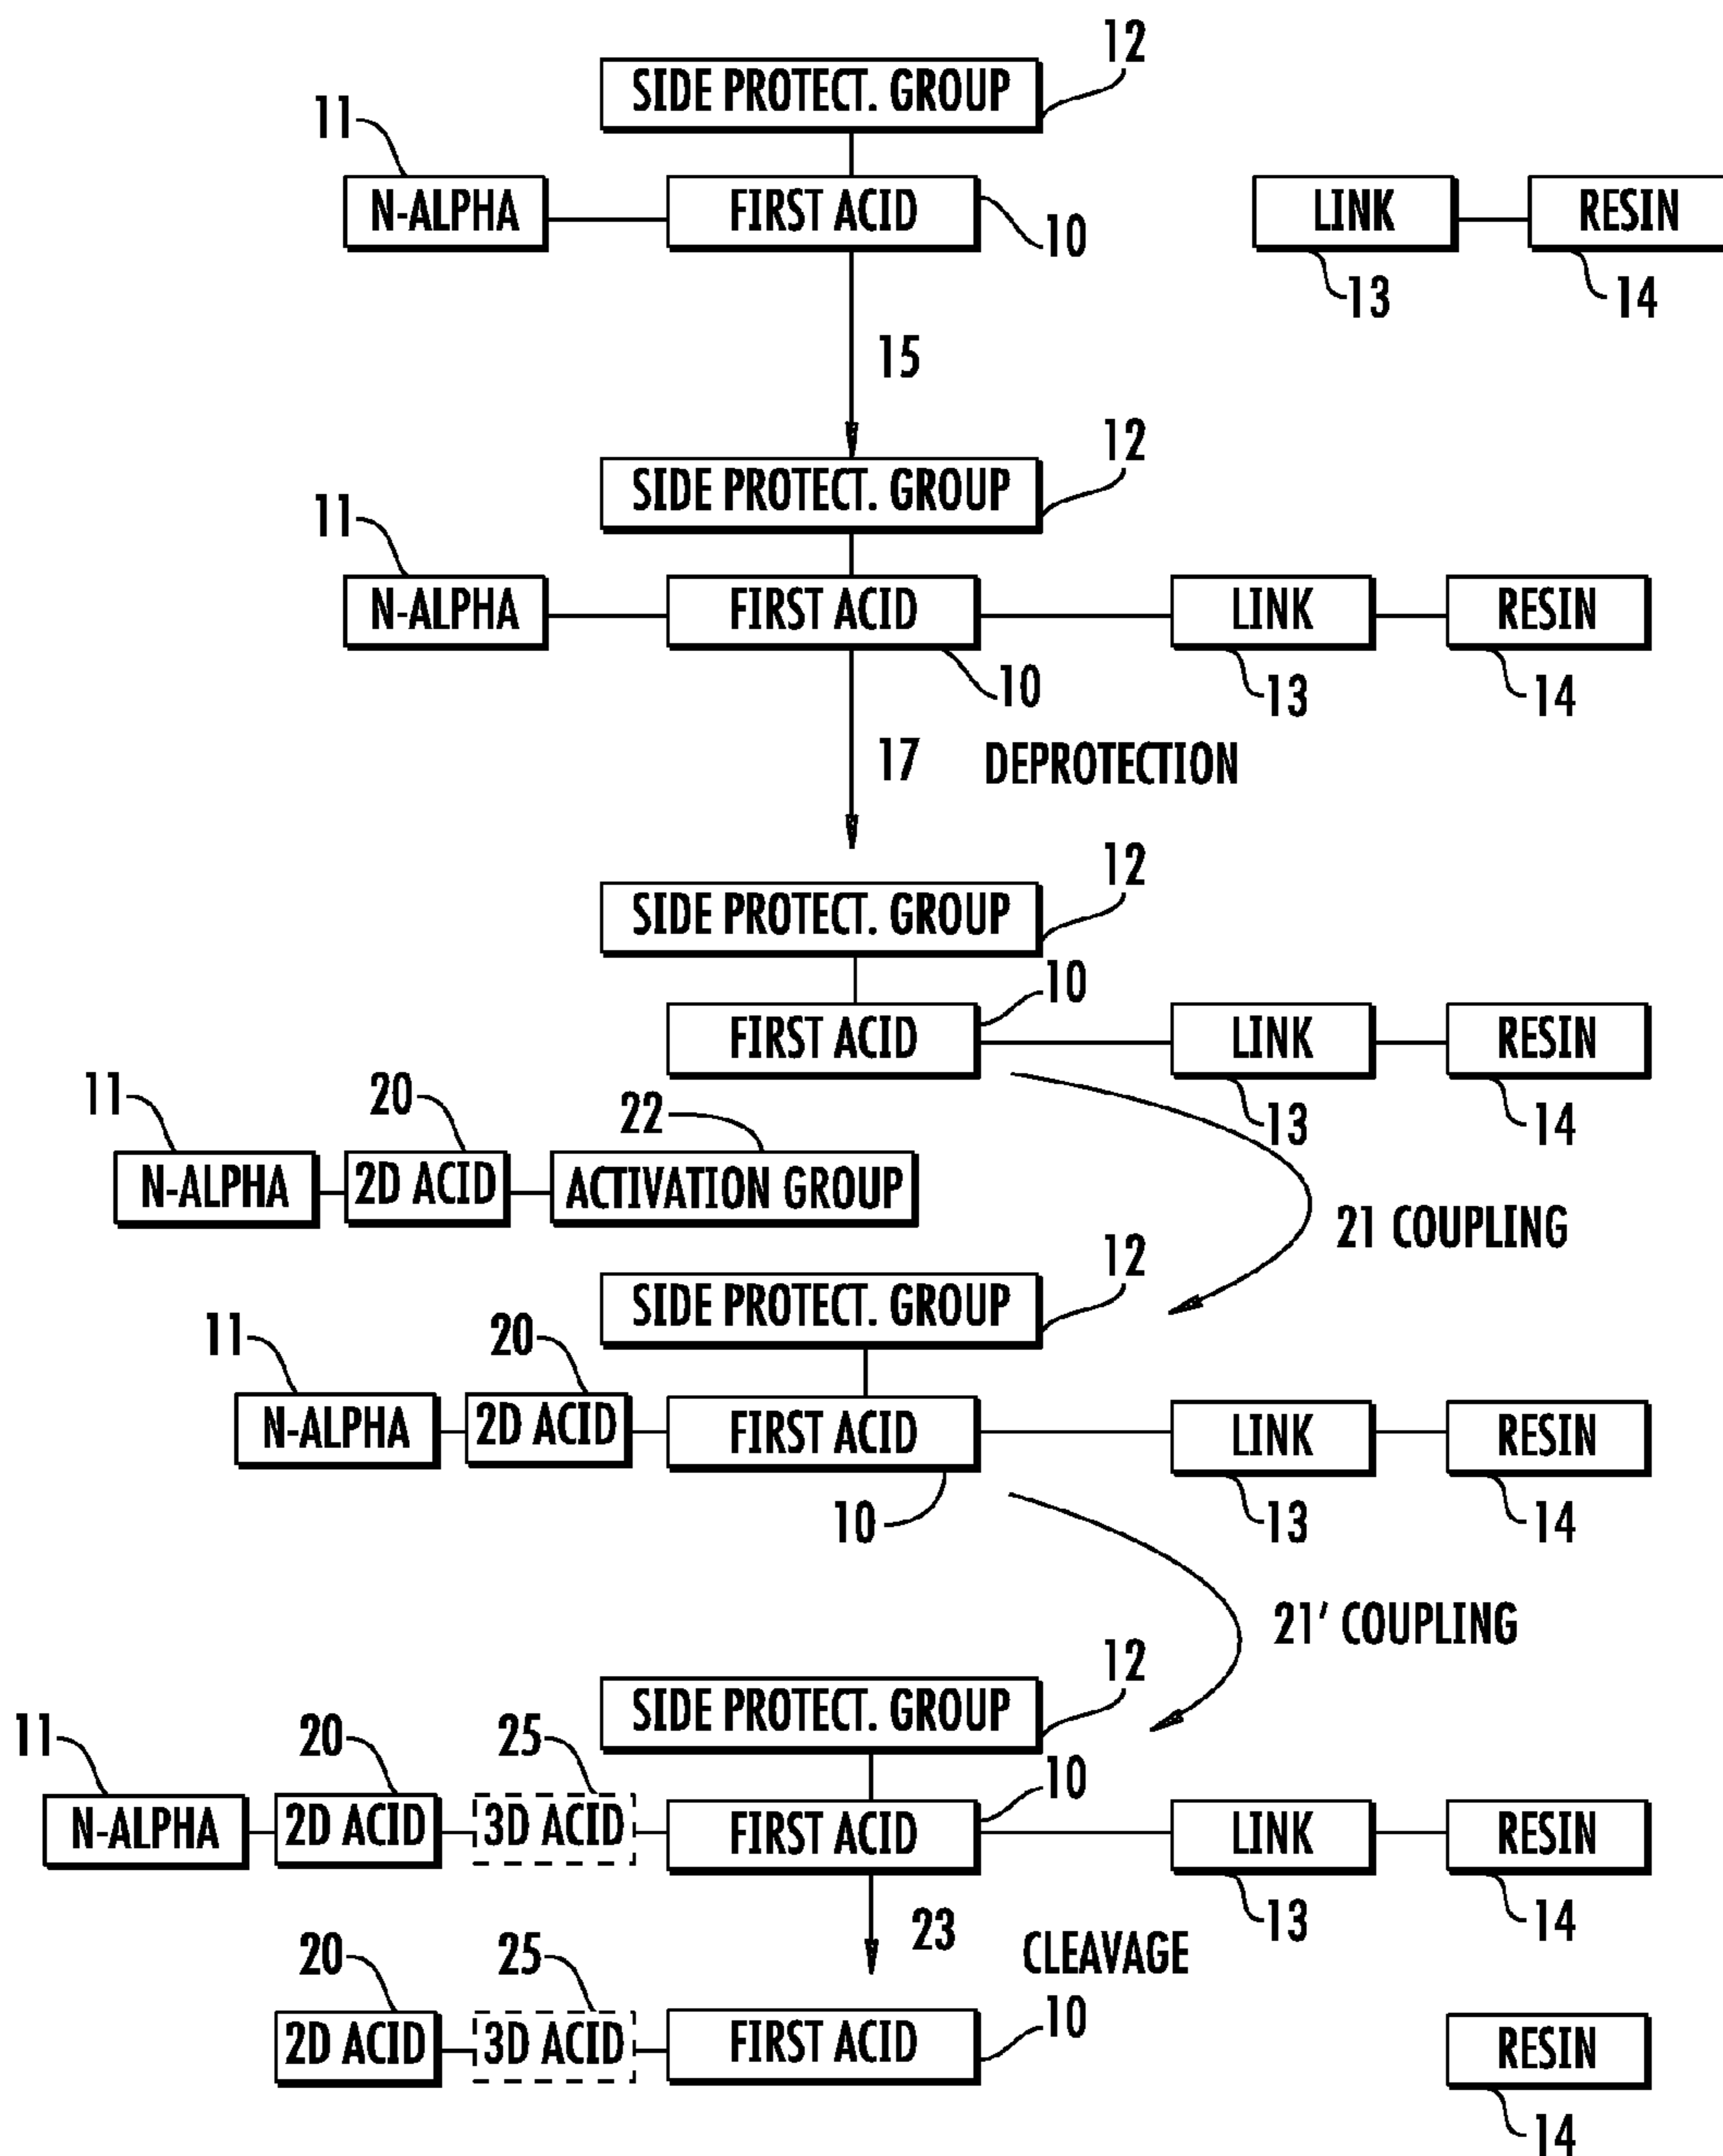 12
SIDE PROTECT. GROUP
11
N-ALPHA
FIRST ACID
10
LINK
RESIN
13
14
15
12
SIDE PROTECT. GROUP
11
N-ALPHA
FIRST ACID
LINK
RESIN
10
13
14
17 DEPROTECTION
12
SIDE PROTECT. GROUP
10
FIRST ACID
LINK
RESIN
11
20
22
13
14
N-ALPHA
2D ACID
ACTIVATION GROUP
21 COUPLING
12
SIDE PROTECT. GROUP
11
20
N-ALPHA
2D ACID
FIRST ACID
LINK
RESIN
10
13
14
21' COUPLING
12
SIDE PROTECT. GROUP
11
20
25
10
N-ALPHA
2D ACID
3D ACID
FIRST ACID
LINK
RESIN
13
14
23 CLEAVAGE
20
25
10
2D ACID
3D ACID
FIRST ACID
RESIN
14